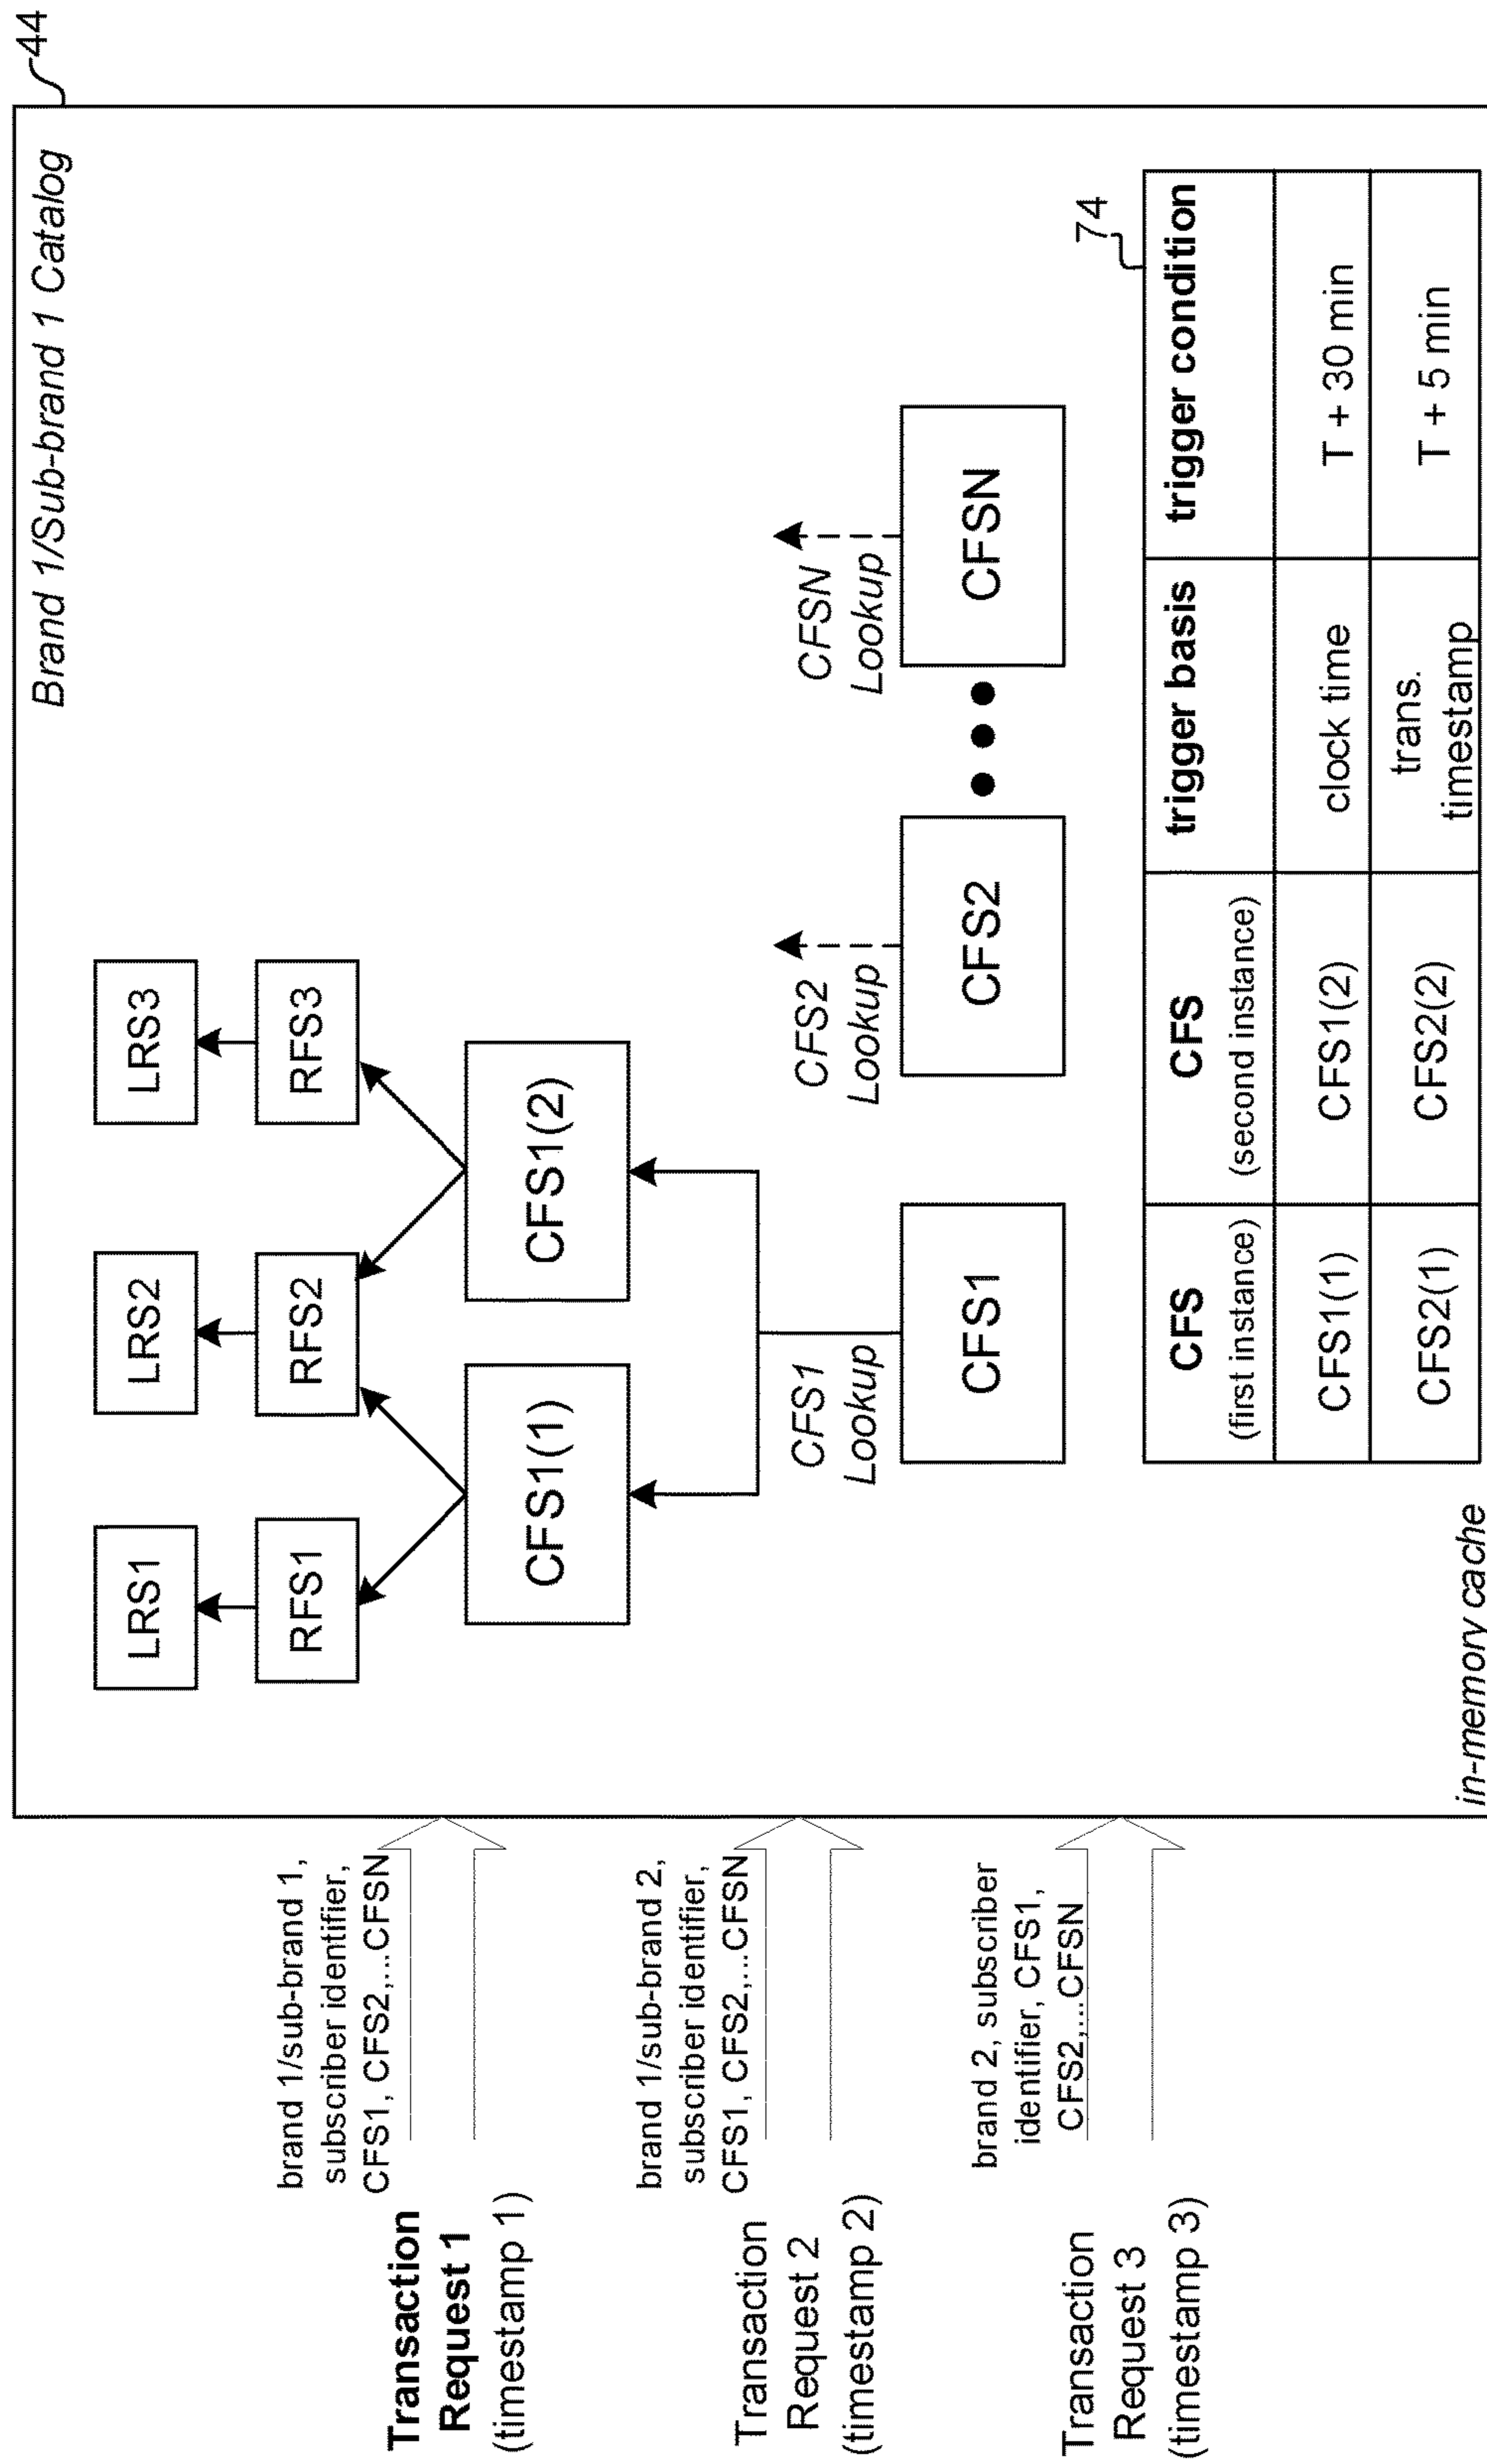 44
Brand 1/Sub-brand 1 Catalog
LRS1
LRS2
LRS3
RFS1
RFS2
RFS3
CFS1(1)
CFS1(2)
CFS1
Lookup
CFS2
Lookup
CFSN
Lookup
CFS1
CFS2
CFSN
74
CFS
(first instance)
CFS
(second instance)
trigger basis
trigger condition
CFS1(1)
CFS1(2)
clock time
T + 30 min
CFS2(1)
CFS2(2)
trans.
timestamp
T + 5 min
in-memory cache
brand 1/sub-brand 1,
subscriber identifier,
CFS1, CFS2,...CFSN
Transaction
Request 1
(timestamp 1)
brand 1/sub-brand 2,
subscriber identifier,
CFS1, CFS2,...CFSN
Transaction
Request 2
(timestamp 2)
brand 2, subscriber
identifier, CFS1,
CFS2,...CFSN
Transaction
Request 3
(timestamp 3)